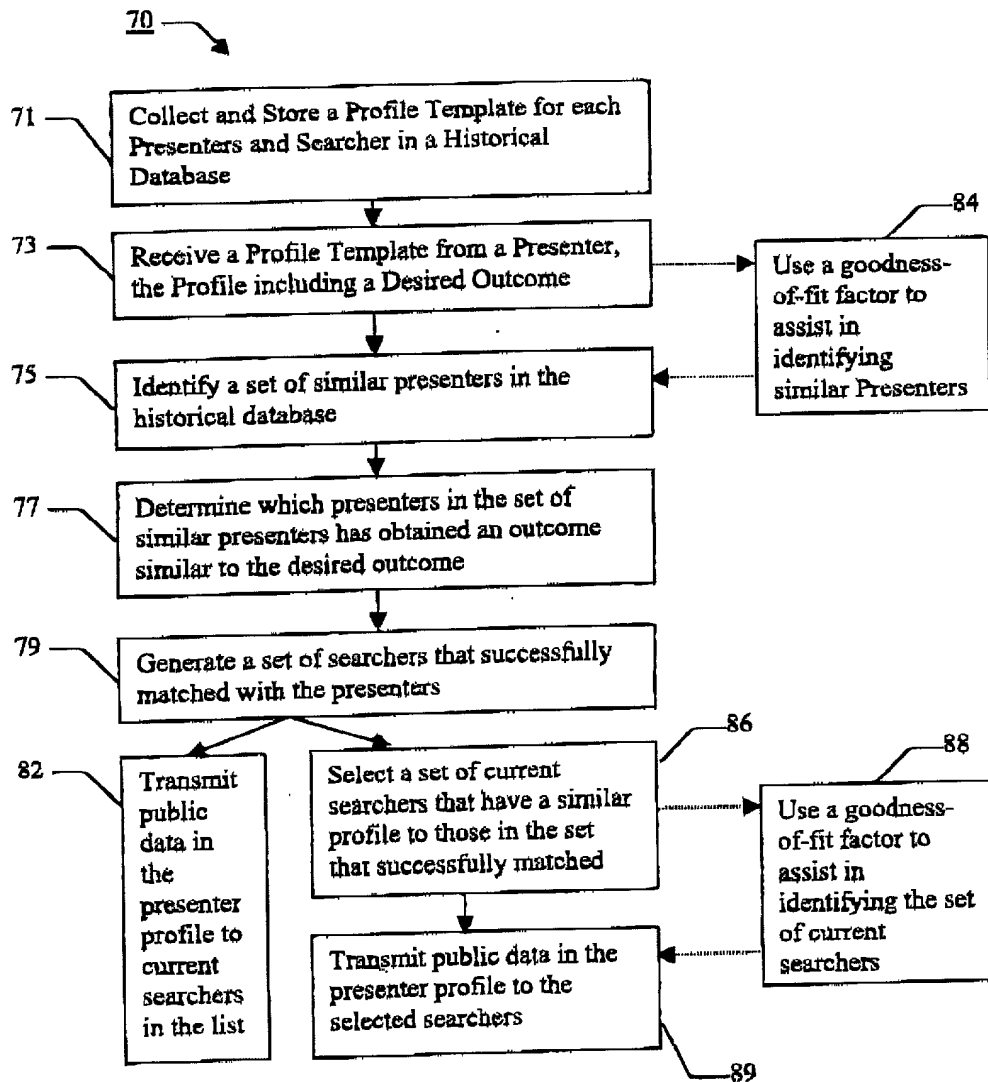 70
71
Collect and Store a Profile Template for each
Presenters and Searcher in a Historical
Database
73
Receive a Profile Template from a Presenter,
the Profile including a Desired Outcome
84
Use a goodness-
of-fit factor to
assist in
identifying
similar Presenters
75
Identify a set of similar presenters in the
historical database
77
Determine which presenters in the set of
similar presenters has obtained an outcome
similar to the desired outcome
79
Generate a set of searchers that successfully
matched with the presenters
82
Transmit
public
data in
the
presenter
profile to
current
searchers
in the list
86
Select a set of current
searchers that have a similar
profile to those in the set
that successfully matched
88
Use a goodness-
of-fit factor to
assist in
identifying the set
of current
searchers
Transmit public data in the
presenter profile to the
selected searchers
89